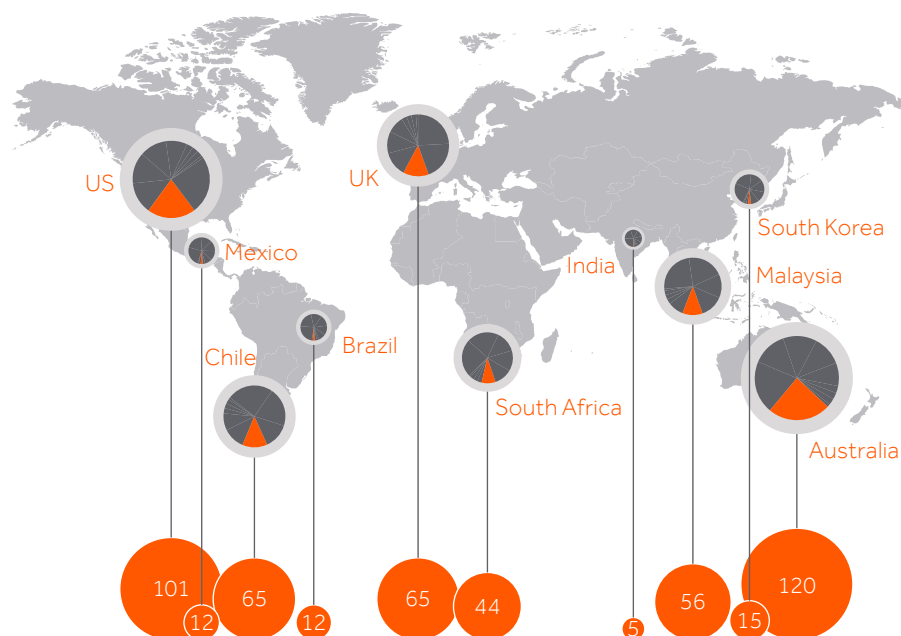 US
UK
Mexico
South Korea
India
Malaysia
Chile
Brazil
South Africa
Australia
101
12
65
12
65
44
5
56
15
120